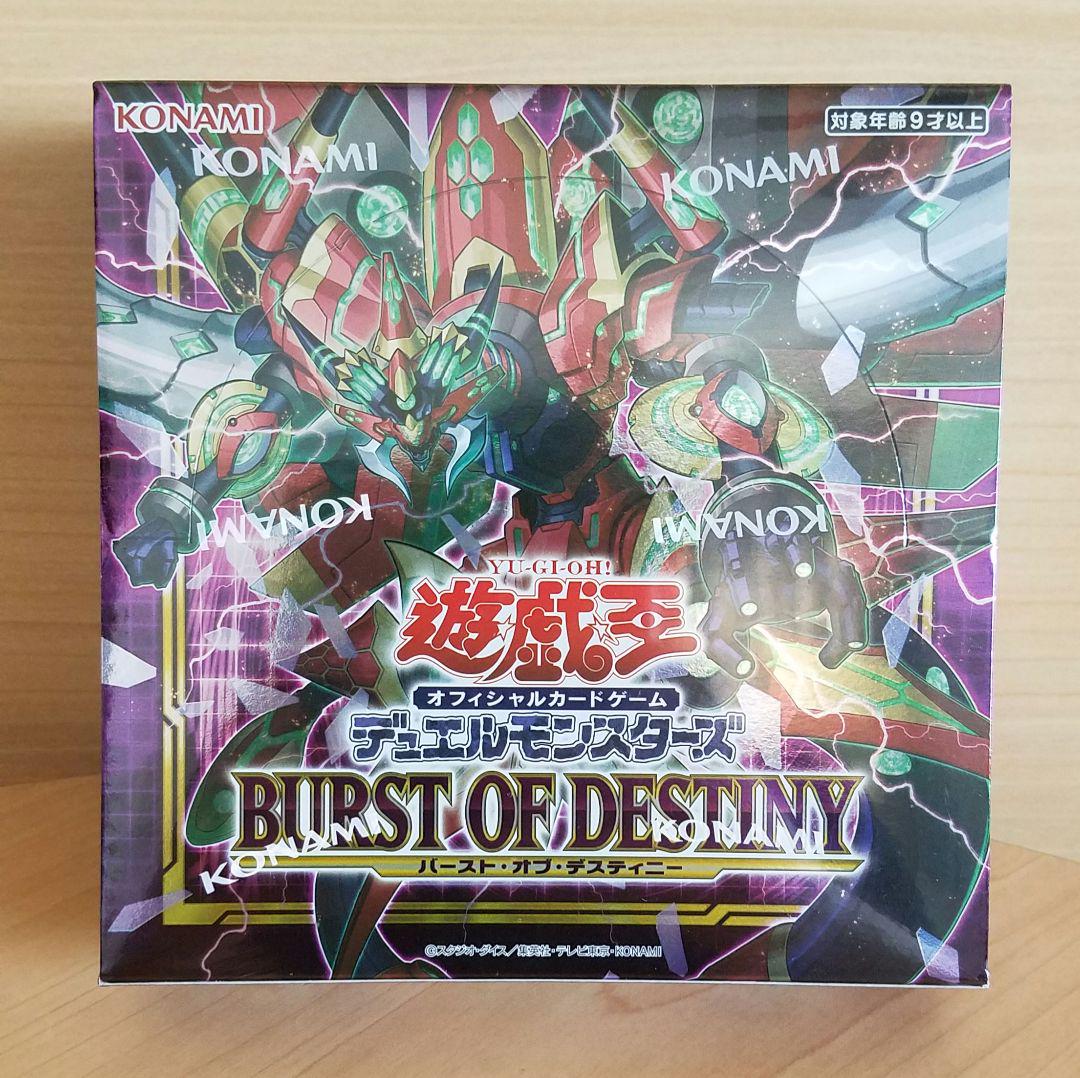 KONAMI
対象年齢9才以上
KONAMI
KONAMI
KONAMI
KONAMI
YU-GI-OH!
遊戯王
オフィシャルカードゲーム
デュエルモンスターズ
BURST OF DESTINY
KONAMI
KONAMI
バースト・オブ・デスティニー
©スタジオ・ダイス/集英社・テレビ東京・KONAMI